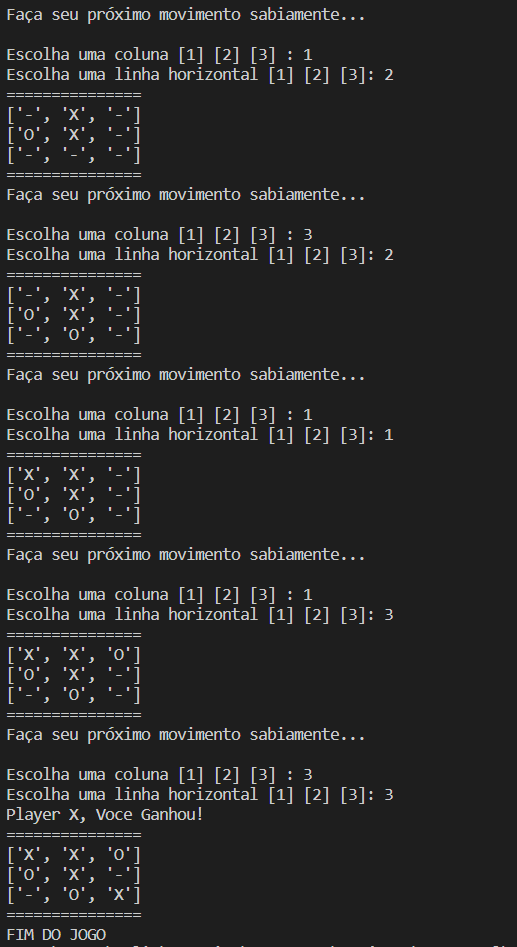 Faça seu próximo movimento sabiamente...
Escolha uma coluna [1] [2] [3] : 1
Escolha uma linha horizontal [1] [2] [3]: 2
===============
['-', 'X', '-']
['O', 'X', '-']
['-', '-', '-']
===============
Faça seu próximo movimento sabiamente...
Escolha uma coluna [1] [2] [3] : 3
Escolha uma linha horizontal [1] [2] [3]: 2
===============
['-', 'X', '-']
['O', 'X', '-']
['-', 'O', '-']
===============
Faça seu próximo movimento sabiamente...
Escolha uma coluna [1] [2] [3] : 1
Escolha uma linha horizontal [1] [2] [3]: 1
===============
['X', 'X', '-']
['O', 'X', '-']
['-', 'O', '-']
===============
Faça seu próximo movimento sabiamente...
Escolha uma coluna [1] [2] [3] : 1
Escolha uma linha horizontal [1] [2] [3]: 3
===============
['X', 'X', 'O']
['O', 'X', '-']
['-', 'O', '-']
===============
Faça seu próximo movimento sabiamente...
Escolha uma coluna [1] [2] [3] : 3
Escolha uma linha horizontal [1] [2] [3]: 3
Player X, Voce Ganhou!
===============
['X', 'X', 'O']
['O', 'X', '-']
['-', 'O', 'X']
===============
FIM DO JOGO